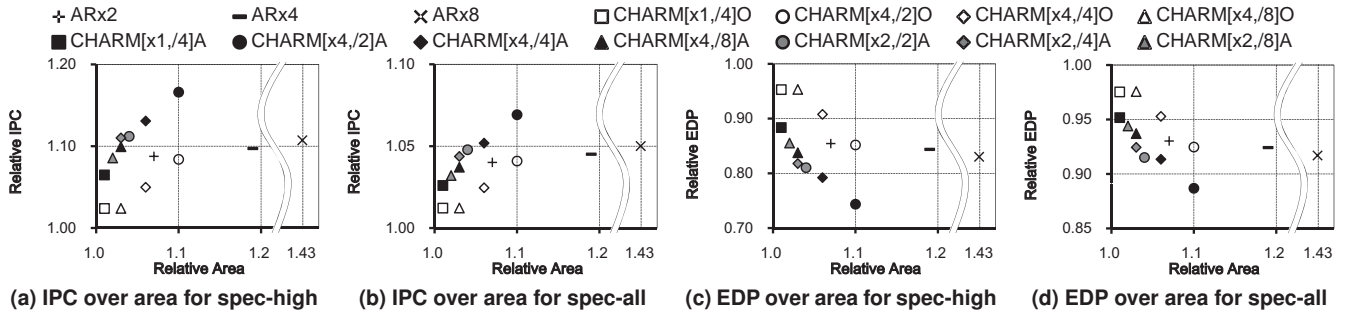 ARx2 ARx4 ARx8 CHARM[x1,/4]O CHARM[x4,/2]O CHARM[x4,/4]O CHARM[x4,/8]O
CHARM[x1,/4]A CHARM[x4,/2]A CHARM[x4,/4]A CHARM[x4,/8]A CHARM[x2,/2]A CHARM[x2,/4]A CHARM[x2,/8]A
1.20
1.10
1.00
Relative IPC
1.0 1.1 1.2 1.43
Relative Area
(a) IPC over area for spec-high
1.10
1.05
1.00
Relative IPC
1.0 1.1 1.2 1.43
Relative Area
(b) IPC over area for spec-all
1.00
0.90
0.80
0.70
Relative EDP
1.0 1.1 1.2 1.43
Relative Area
(c) EDP over area for spec-high
1.00
0.95
0.90
0.85
Relative EDP
1.0 1.1 1.2 1.43
Relative Area
(d) EDP over area for spec-all